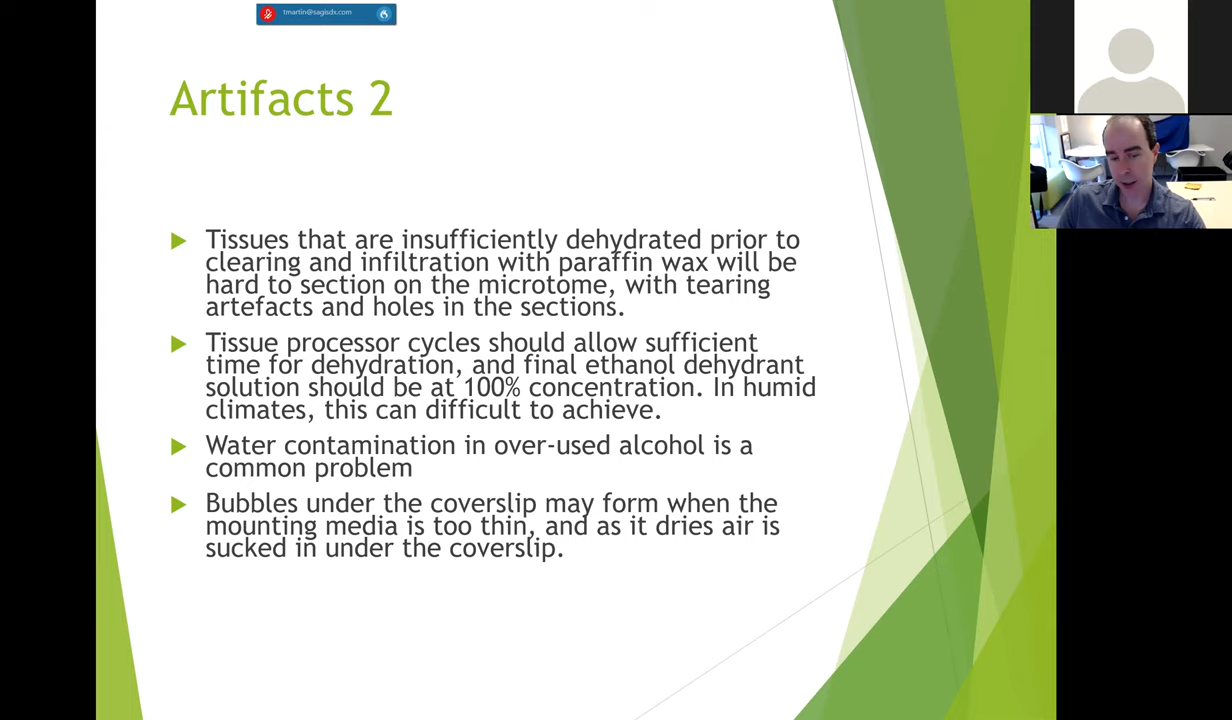 tmartin@sagisdx.com
Artifacts 2
Tissues that are insufficiently dehydrated prior to
clearing and infiltration with paraffin wax will be
hard to section on the microtome, with tearing
artefacts and holes in the sections.
Tissue processor cycles should allow sufficient
time for dehydration, and final ethanol dehydrant
solution should be at 100% concentration. In humid
climates, this can difficult to achieve.
Water contamination in over-used alcohol is a
common problem
Bubbles under the coverslip may form when the
mounting media is too thin, and as it dries air is
sucked in under the coverslip.